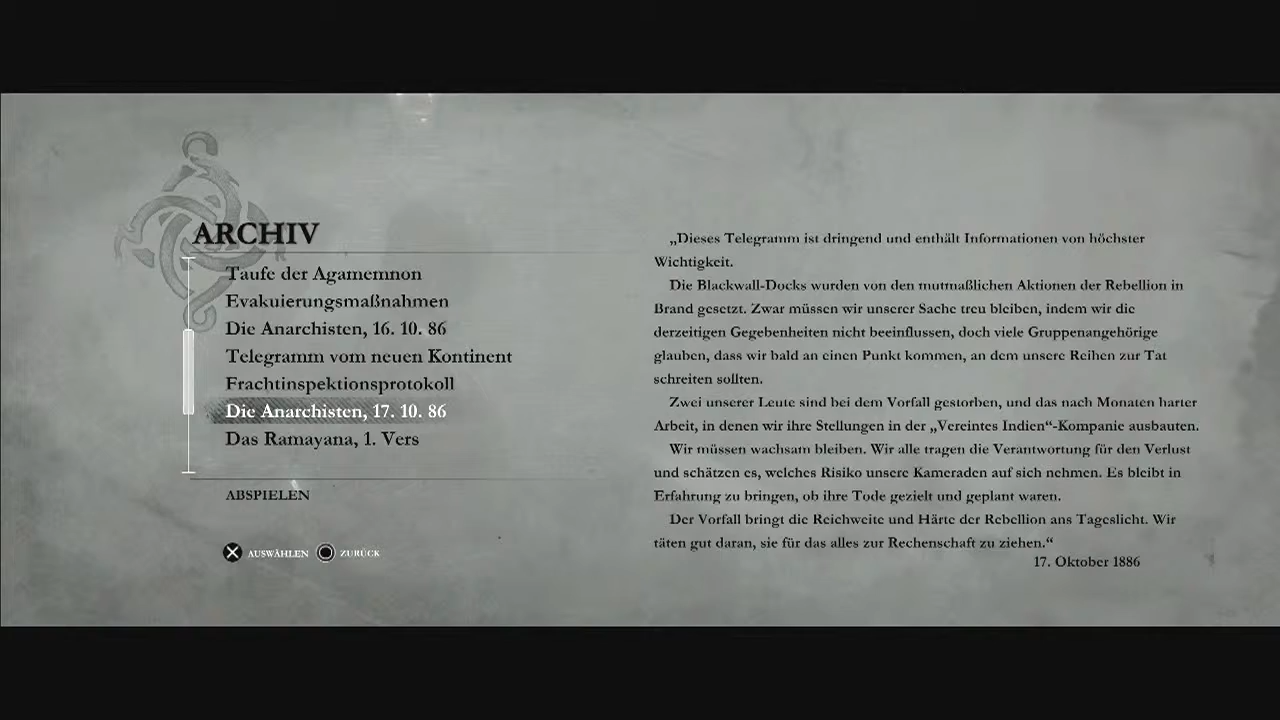 ARCHIV
Taufe der Agamemnon
Evakuierungsmaßnahmen
Die Anarchisten, 16. 10. 86
Telegramm vom neuen Kontinent
Frachtinspektionsprotokoll
Die Anarchisten, 17. 10. 86
Das Ramayana, 1. Vers
ABSPIELEN
AUSWÄHLEN ZURÜCK
„Dieses Telegramm ist dringend und enthält Informationen von höchster
Wichtigkeit.
Die Blackwall-Docks wurden von den mutmaßlichen Aktionen der Rebellion in
Brand gesetzt. Zwar müssen wir unserer Sache treu bleiben, indem wir die
derzeitigen Gegebenheiten nicht beeinflussen, doch viele Gruppenangehörige
glauben, dass wir bald an einen Punkt kommen, an dem unsere Reihen zur Tat
schreiten sollten.
Zwei unserer Leute sind bei dem Vorfall gestorben, und das nach Monaten harter
Arbeit, in denen wir ihre Stellungen in der „Vereintes Indien“-Kompanie ausbauten.
Wir müssen wachsam bleiben. Wir alle tragen die Verantwortung für den Verlust
und schätzen es, welches Risiko unsere Kameraden auf sich nehmen. Es bleibt in
Erfahrung zu bringen, ob ihre Tode gezielt und geplant waren.
Der Vorfall bringt die Reichweite und Härte der Rebellion ans Tageslicht. Wir
täten gut daran, sie für das alles zur Rechenschaft zu ziehen.“
17. Oktober 1886